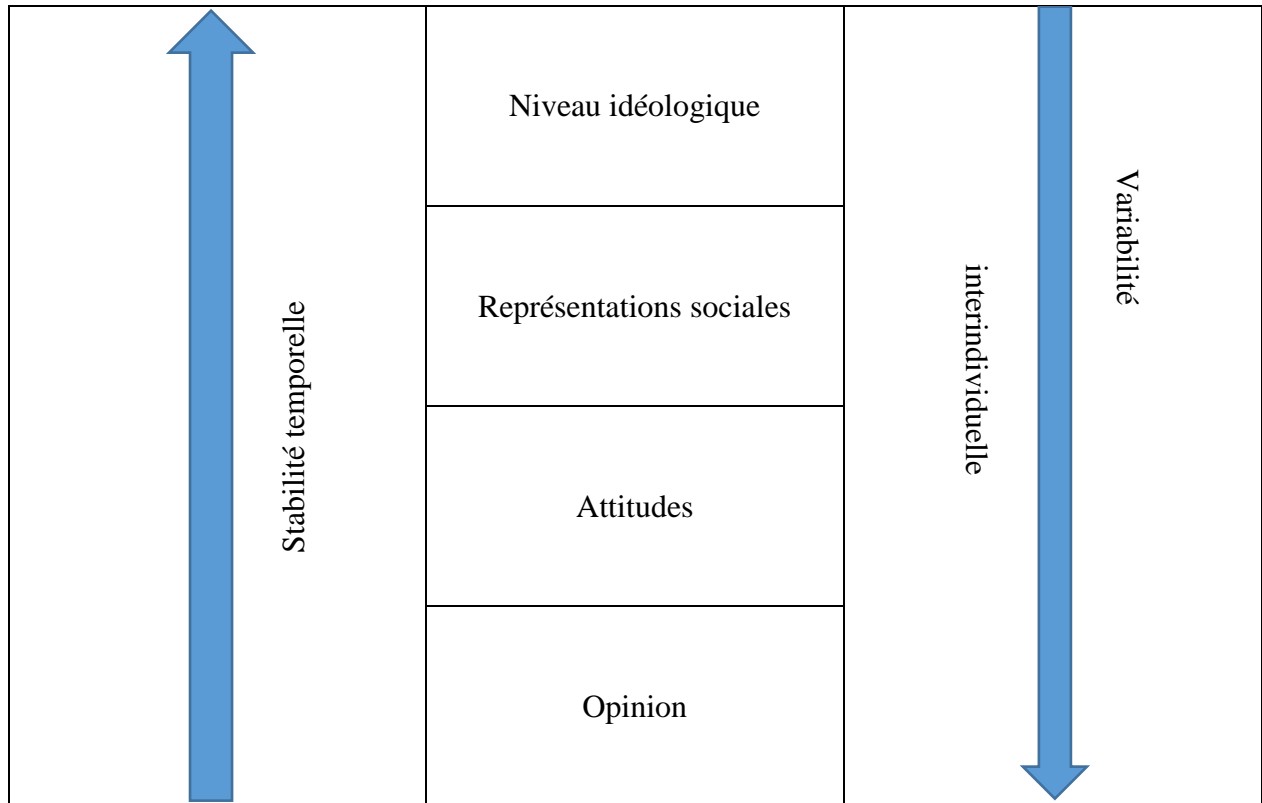 Niveau idéologique
Représentations sociales
Attitudes
Opinion
Stabilité temporelle
Variabilité
interindividuelle